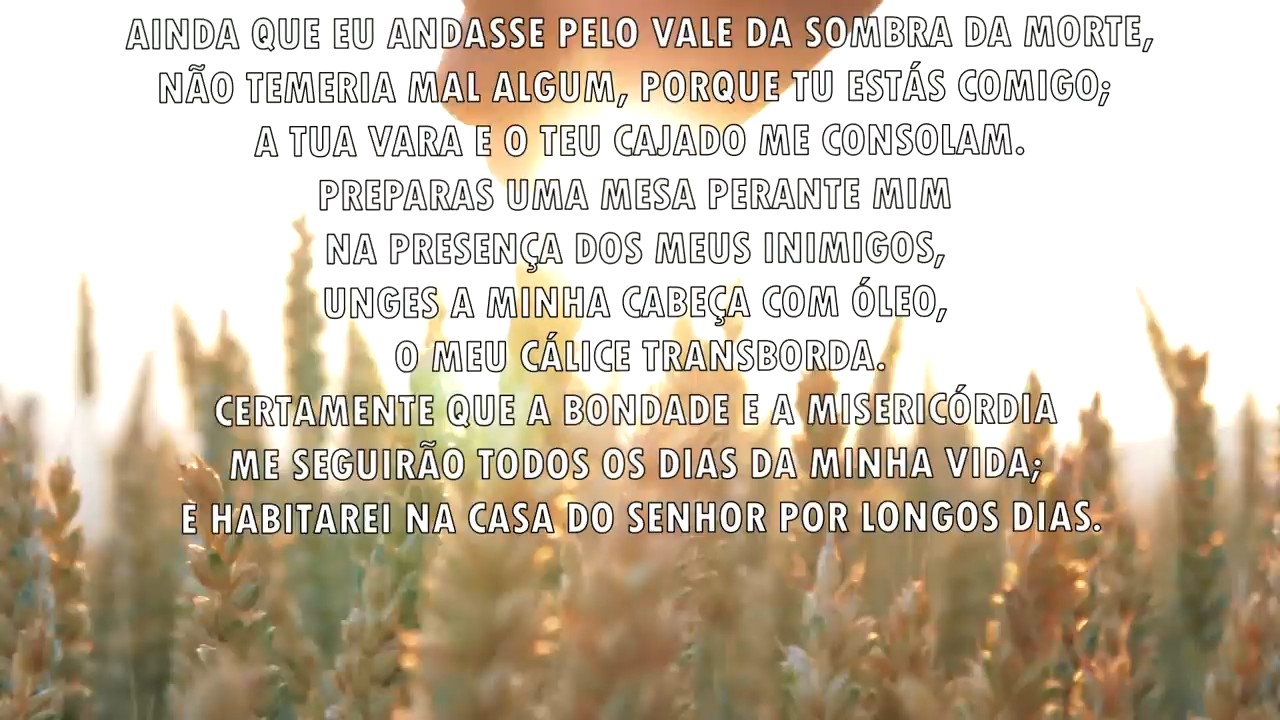 AINDA QUE EU ANDASSE PELO VALE DA SOMBRA DA MORTE,
NÃO TEMERIA MAL ALGUM, PORQUE TU ESTÁS COMIGO;
A TUA VARA E O TEU CAJADO ME CONSOLAM.
PREPARAS UMA MESA PERANTE MIM
NA PRESENÇA DOS MEUS INIMIGOS,
UNGES A MINHA CABEÇA COM ÓLEO,
O MEU CÁLICE TRANSBORDA.
CERTAMENTE QUE A BONDADE E A MISERICÓRDIA
ME SEGUIRÃO TODOS OS DIAS DA MINHA VIDA;
E HABITAREI NA CASA DO SENHOR POR LONGOS DIAS.